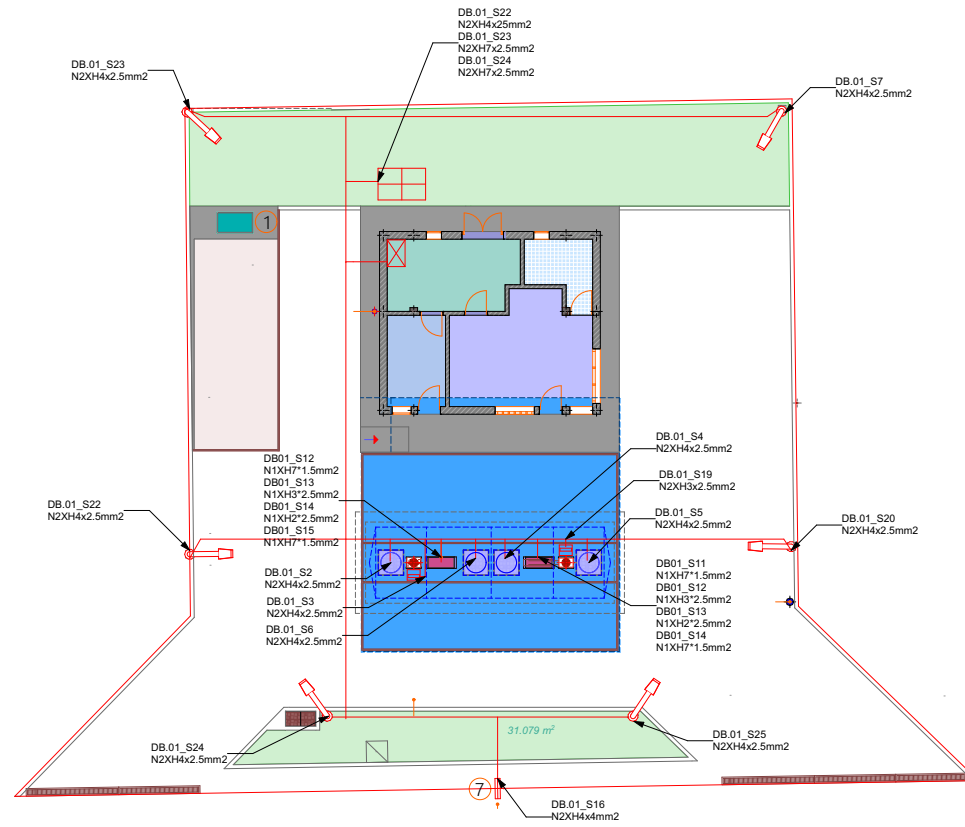 DB.01_S22
N2XH4x25mm2
DB.01_S23
N2XH7x2.5mm2
DB.01_S24
N2XH7x2.5mm2
DB.01_S23
N2XH4x2.5mm2
DB.01_S7
N2XH4x2.5mm2
1
DB.01_S4
N2XH4x2.5mm2
DB01_S12
N1XH7*1.5mm2
DB01_S13
N1XH3*2.5mm2
DB01_S14
N1XH2*2.5mm2
DB01_S15
N1XH7*1.5mm2
DB.01_S19
N2XH3x2.5mm2
DB.01_S22
N2XH4x2.5mm2
DB.01_S5
N2XH4x2.5mm2
DB.01_S20
N2XH4x2.5mm2
DB.01_S2
N2XH4x2.5mm2
DB.01_S3
N2XH4x2.5mm2
DB.01_S6
N2XH4x2.5mm2
DB01_S11
N1XH7*1.5mm2
DB01_S12
N1XH3*2.5mm2
DB01_S13
N1XH2*2.5mm2
DB01_S14
N1XH7*1.5mm2
31.079 m²
DB.01_S24
N2XH4x2.5mm2
DB.01_S25
N2XH4x2.5mm2
7
DB.01_S16
N2XH4x4mm2